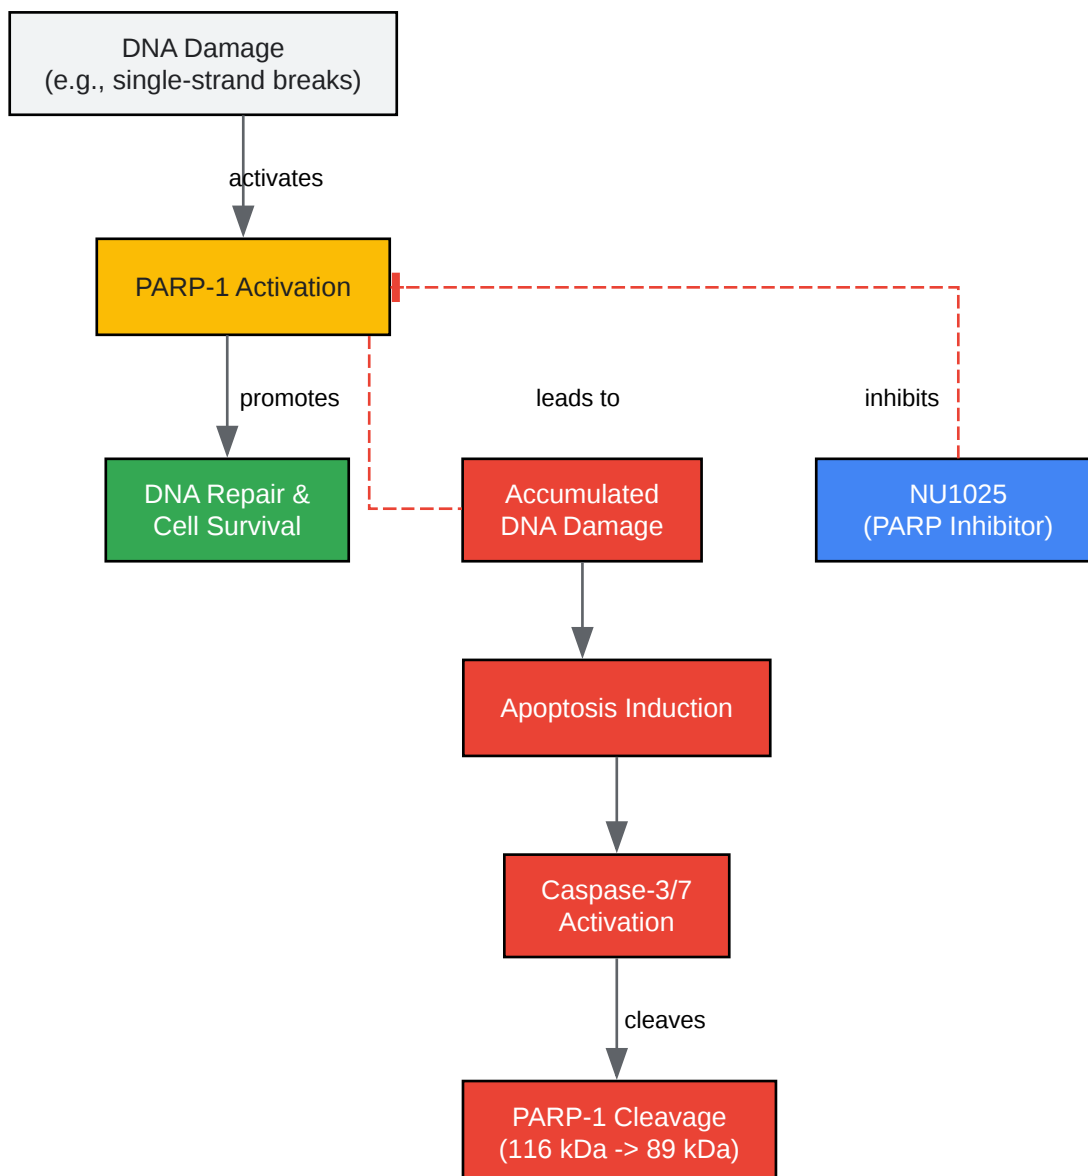 DNA Damage
(e.g., single-strand breaks)
activates
PARP-1 Activation
promotes
leads to
inhibits
DNA Repair &
Cell Survival
Accumulated
DNA Damage
NU1025
(PARP Inhibitor)
Apoptosis Induction
Caspase-3/7
Activation
cleaves
PARP-1 Cleavage
(116 kDa -> 89 kDa)